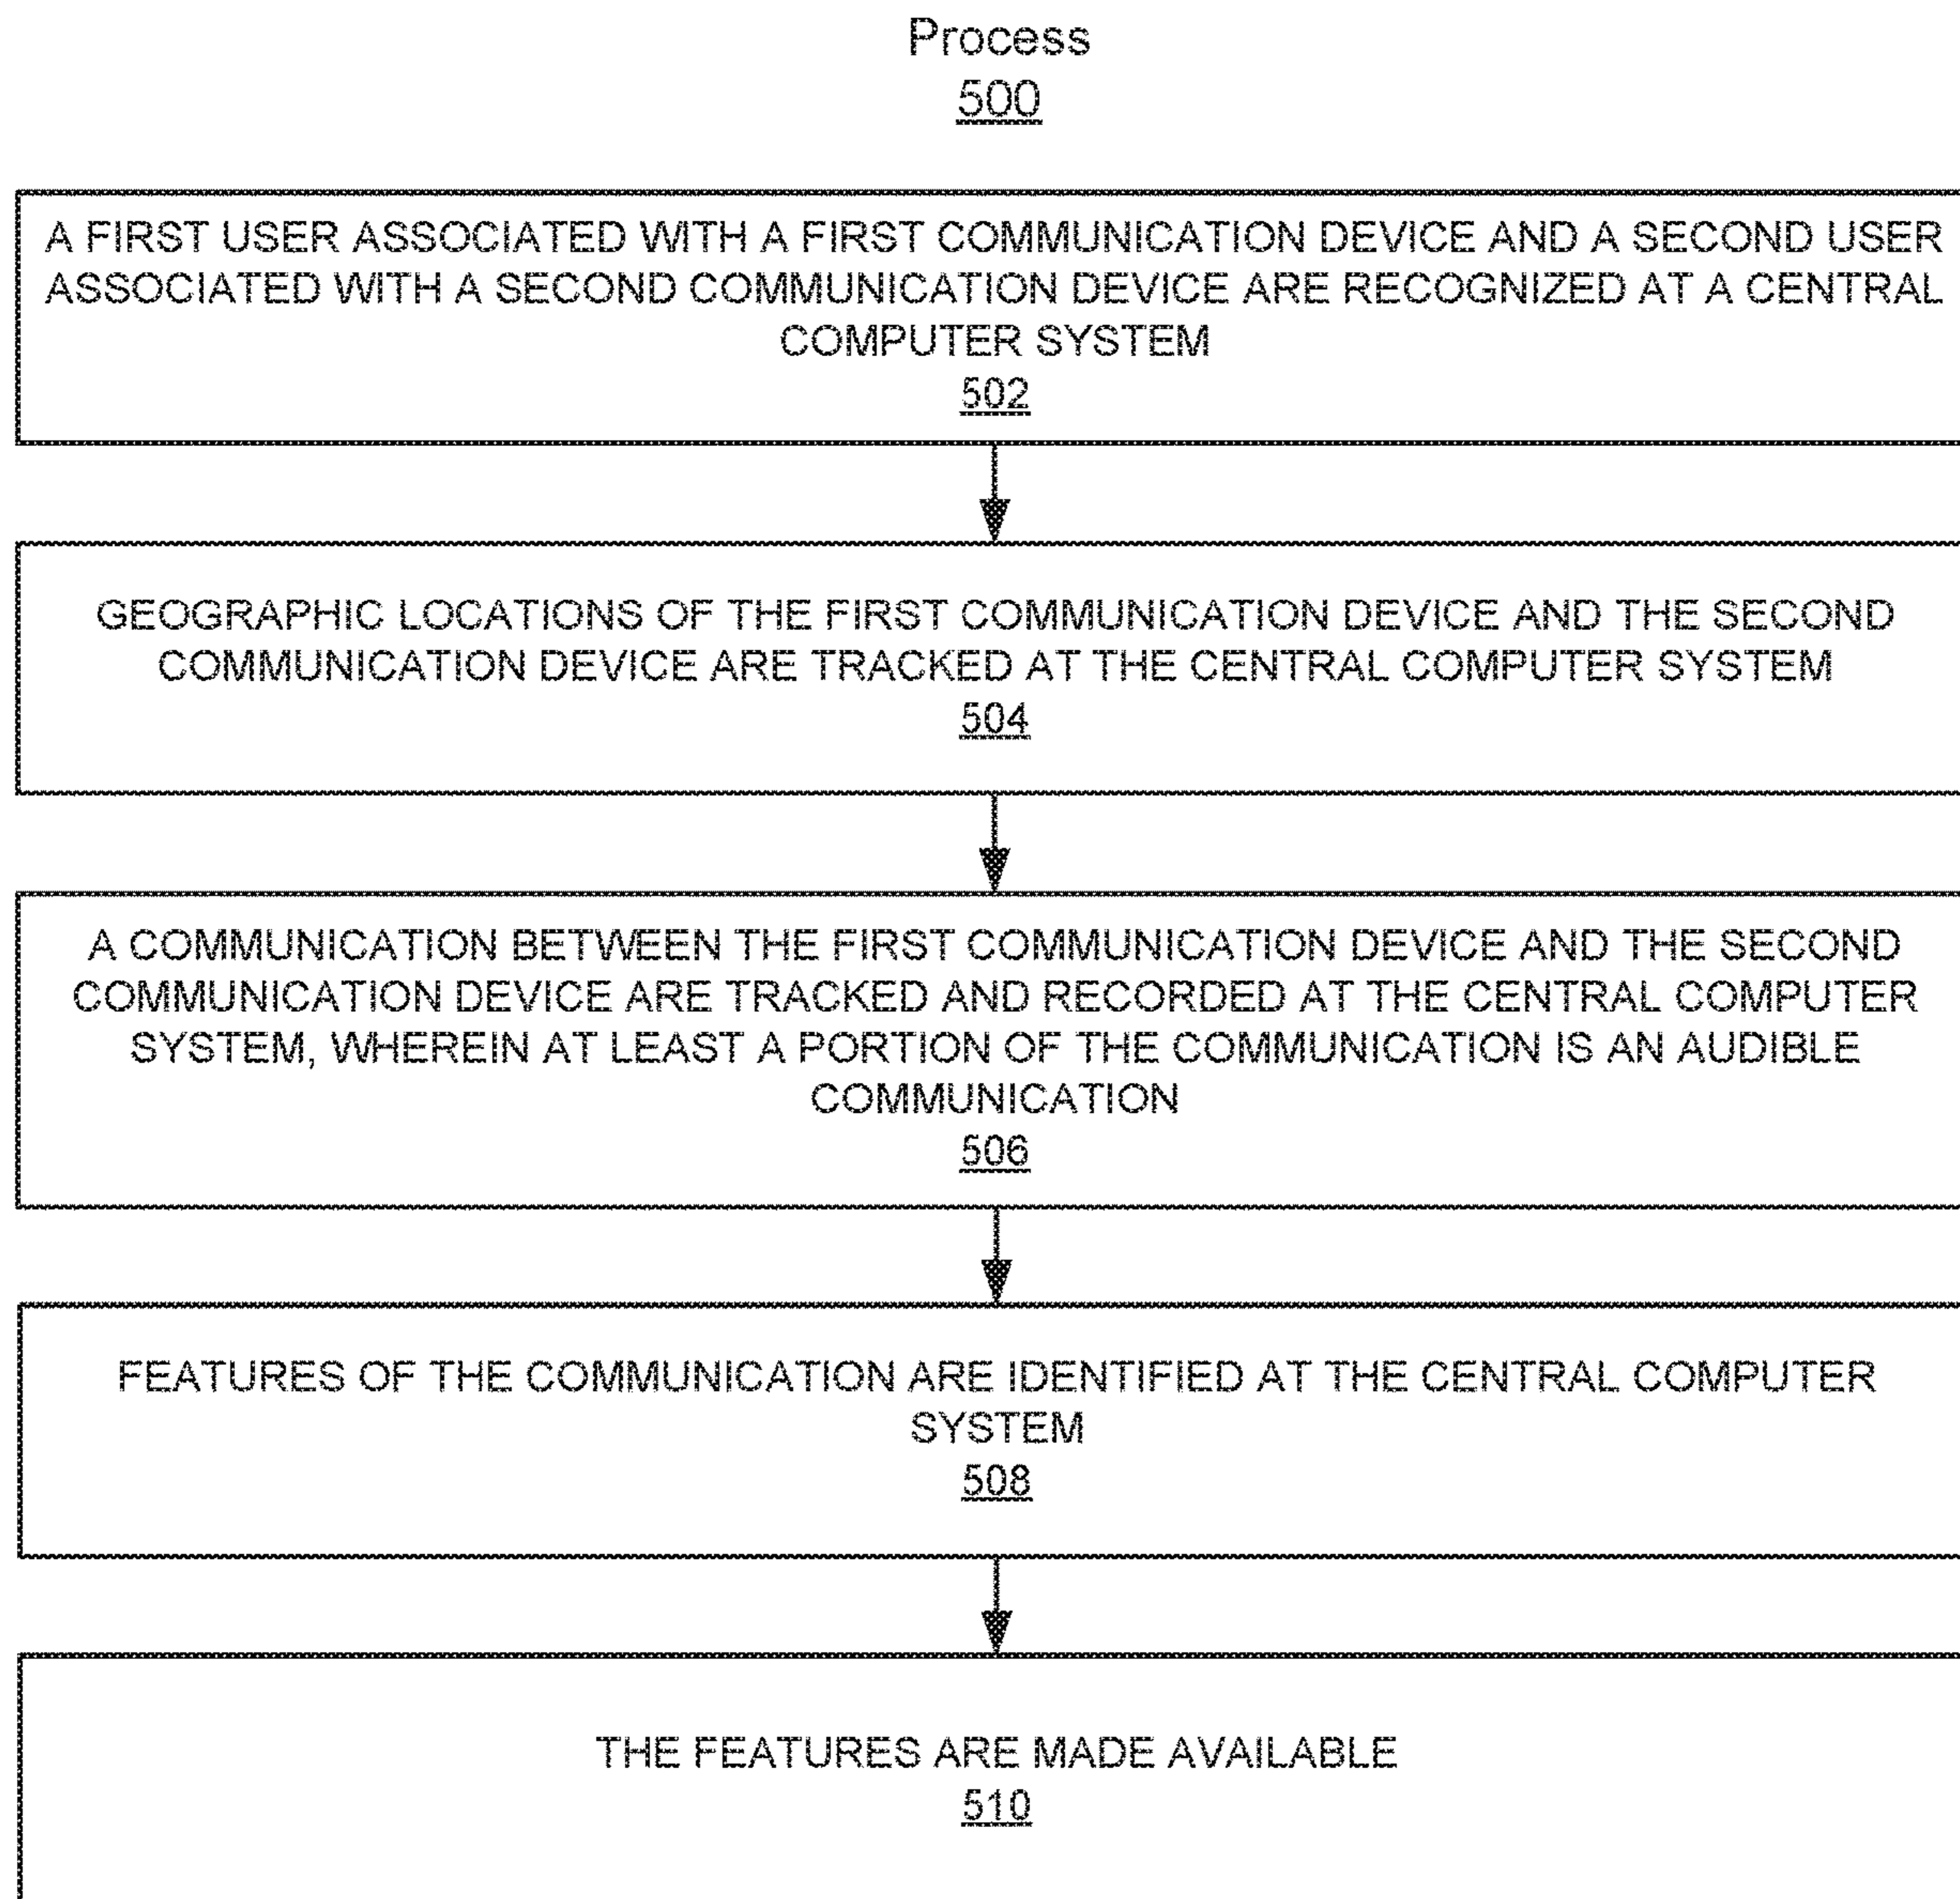 Process
500
A FIRST USER ASSOCIATED WITH A FIRST COMMUNICATION DEVICE AND A SECOND USER
ASSOCIATED WITH A SECOND COMMUNICATION DEVICE ARE RECOGNIZED AT A CENTRAL
COMPUTER SYSTEM
502
GEOGRAPHIC LOCATIONS OF THE FIRST COMMUNICATION DEVICE AND THE SECOND
COMMUNICATION DEVICE ARE TRACKED AT THE CENTRAL COMPUTER SYSTEM
504
A COMMUNICATION BETWEEN THE FIRST COMMUNICATION DEVICE AND THE SECOND
COMMUNICATION DEVICE ARE TRACKED AND RECORDED AT THE CENTRAL COMPUTER
SYSTEM, WHEREIN AT LEAST A PORTION OF THE COMMUNICATION IS AN AUDIBLE
COMMUNICATION
506
FEATURES OF THE COMMUNICATION ARE IDENTIFIED AT THE CENTRAL COMPUTER
SYSTEM
508
THE FEATURES ARE MADE AVAILABLE
510